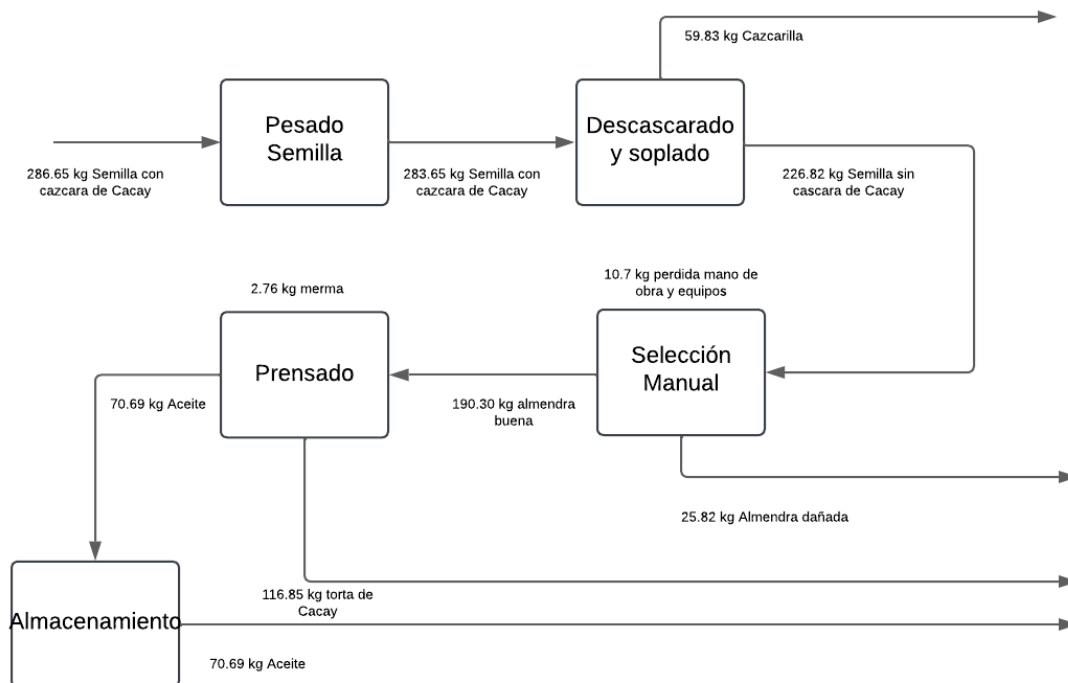 59.83 kg Cazcarilla
Pesado
Semilla
Descascarado
y soplado
286.65 kg Semilla con
cazcara de Cacay
283.65 kg Semilla con
cazcara de Cacay
226.82 kg Semilla sin
cascara de Cacay
2.76 kg merma
10.7 kg perdida mano de
obra y equipos
Prensado
Selección
Manual
70.69 kg Aceite
190.30 kg almendra
buena
25.82 kg Almendra dañada
116.85 kg torta de
Cacay
Almacenamiento
70.69 kg Aceite